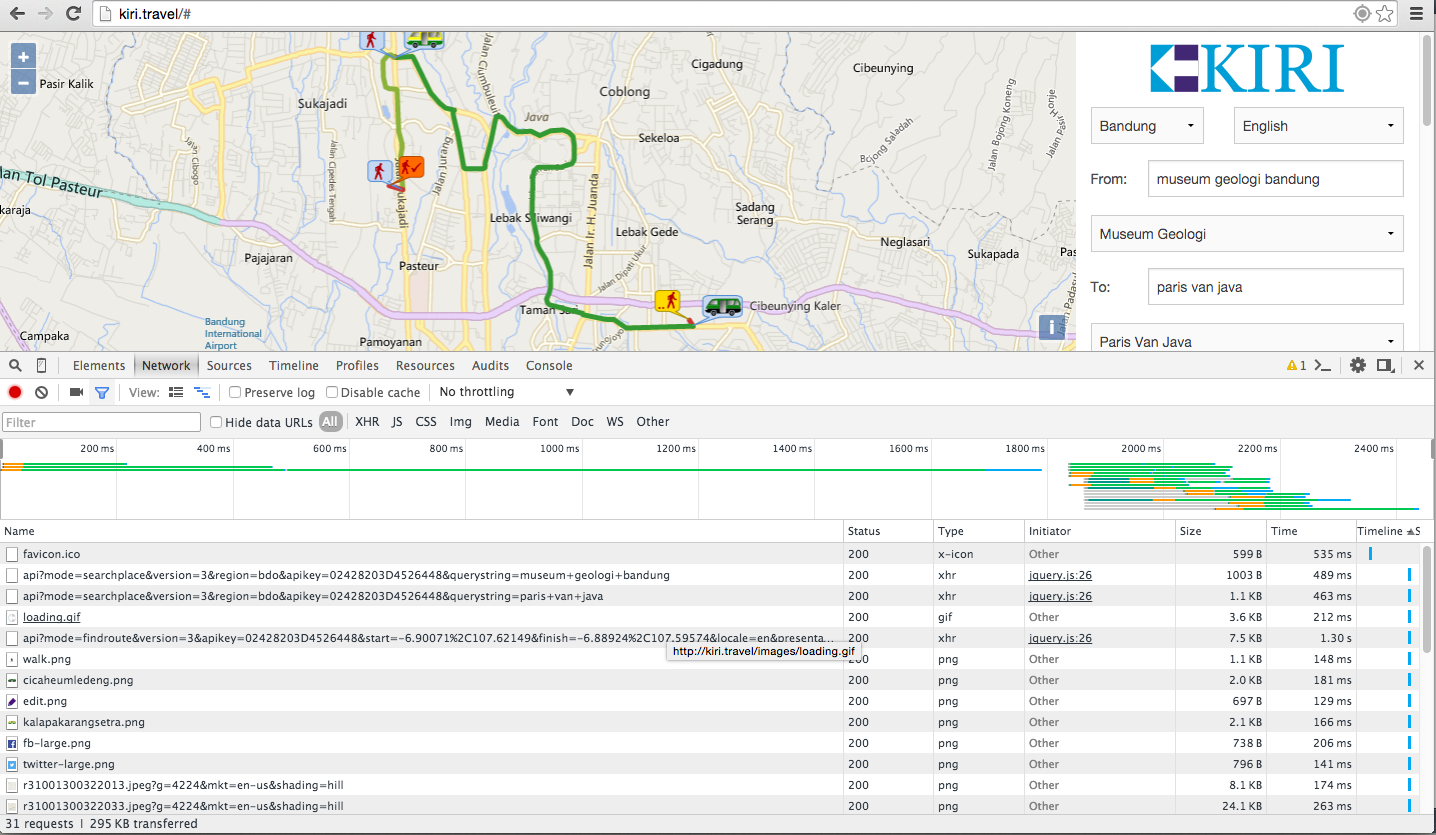 kiri.travel/#
+
−
Pasir Kalik
Sukajadi
Jalan Ciumbuleuit
Coblong
Cigadung
Cibeunying
Java
Sekeloa
Bojong Saladah
Jalan Bojong Koneng
Jalan Cibogo
Jalan Cipedes Tengah
Jalan Jurang
lan Tol Pasteur
karaja
Lebak Siliwangi
Jalan Ir. H. Juanda
Sadang
Serang
Lebak Gede
Neglasari
Sukapada
Pas
Pajajaran
Pasteur
Jalan Dipati Ukur
Taman Sari
Cibeunying Kaler
Campaka
Bandung
International
Airport
Pamoyanan
i
KIRI
Bandung
English
From:
museum geologi bandung
Museum Geologi
To:
paris van java
Paris Van Java
Elements Network Sources Timeline Profiles Resources Audits Console
1
View: Preserve log Disable cache No throttling
Filter Hide data URLs All XHR JS CSS Img Media Font Doc WS Other
200 ms 400 ms 600 ms 800 ms 1000 ms 1200 ms 1400 ms 1600 ms 1800 ms 2000 ms 2200 ms 2400 ms
Name Status Type Initiator Size Time Timeline S
favicon.ico 200 x-icon Other 599 B 535 ms
api?mode=searchplace&version=3&region=bdo&apikey=02428203D4526448&querystring=museum+geologi+bandung 200 xhr jquery.js:26 1003 B 489 ms
api?mode=searchplace&version=3&region=bdo&apikey=02428203D4526448&querystring=paris+van+java 200 xhr jquery.js:26 1.1 KB 463 ms
loading.gif 200 gif Other 3.6 KB 212 ms
api?mode=findroute&version=3&apikey=02428203D4526448&start=-6.90071%2C107.62149&finish=-6.88924%2C107.59574&locale=en&presenta... 200 xhr jquery.js:26 7.5 KB 1.30 s
http://kiri.travel/images/loading.gif
walk.png 200 png Other 1.1 KB 148 ms
cicaheumledeng.png 200 png Other 2.0 KB 181 ms
edit.png 200 png Other 697 B 129 ms
kalapakarangsetra.png 200 png Other 2.1 KB 166 ms
fb-large.png 200 png Other 738 B 206 ms
twitter-large.png 200 png Other 796 B 141 ms
r31001300322013.jpeg?g=4224&mkt=en-us&shading=hill 200 png Other 8.1 KB 174 ms
r31001300322033.jpeg?g=4224&mkt=en-us&shading=hill 200 png Other 24.1 KB 263 ms
31 requests | 295 KB transferred